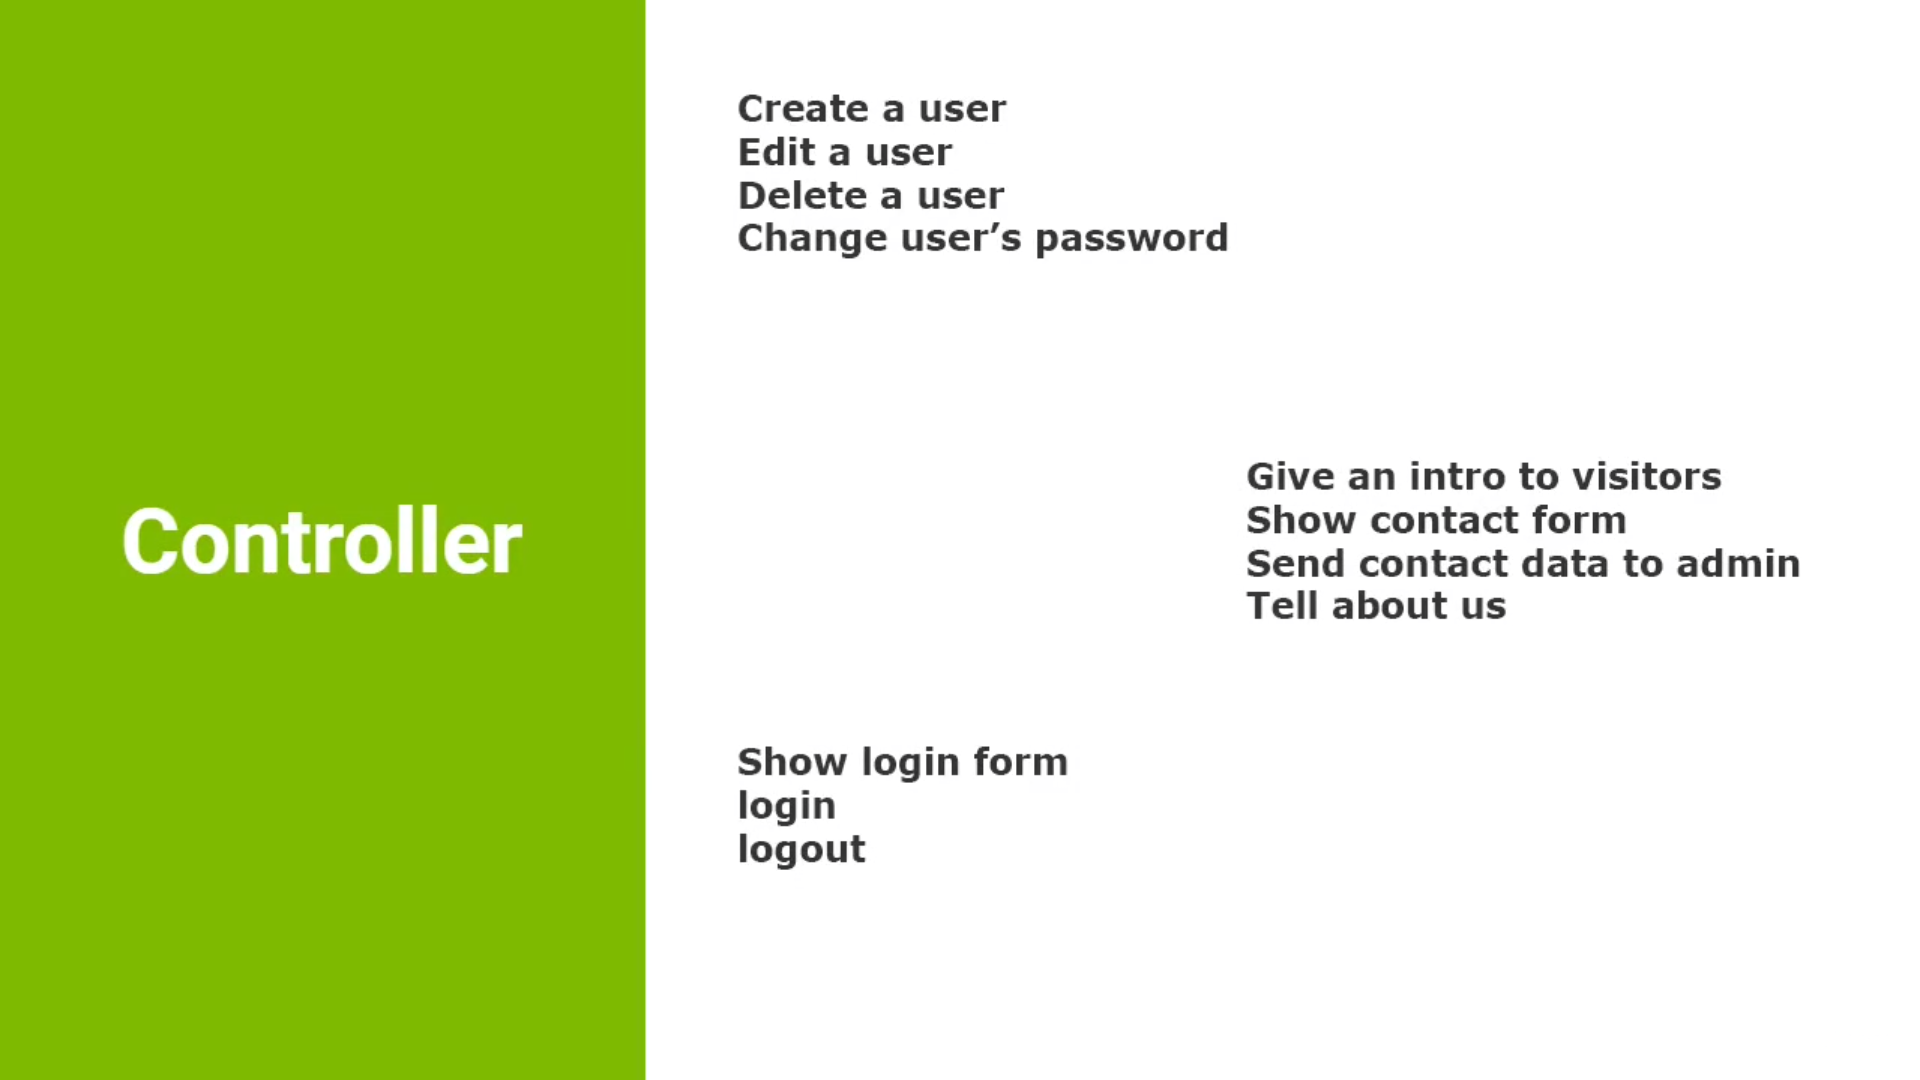 Controller
Create a user
Edit a user
Delete a user
Change user’s password
Give an intro to visitors
Show contact form
Send contact data to admin
Tell about us
Show login form
login
logout